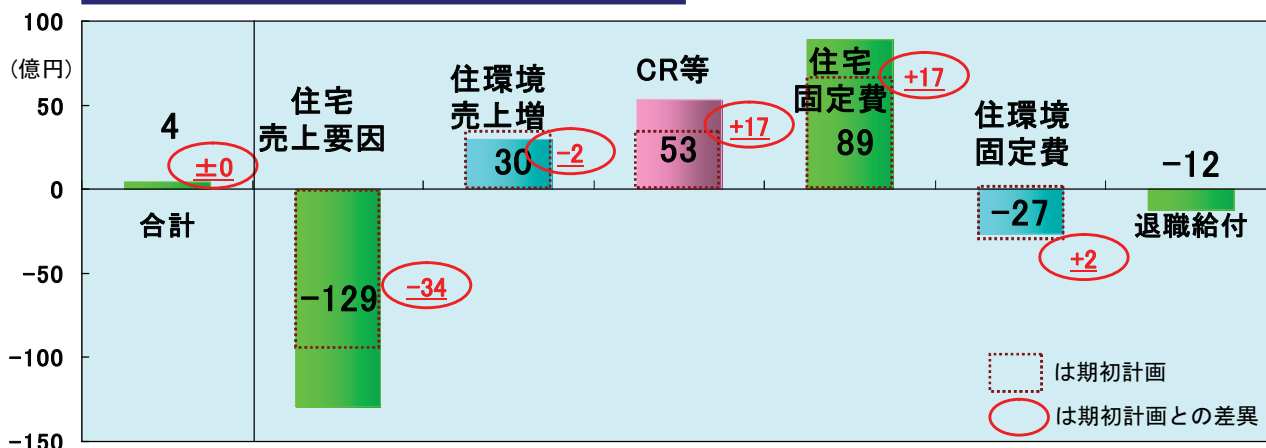 100
(億円)
50
0
-50
-100
-150
4
±0
合計
住宅
売上要因
-129
-34
住環境
売上増
30
-2
CR等
53
+17
住宅
固定費
89
+17
住環境
固定費
-27
+2
-12
退職給付
は期初計画
は期初計画との差異